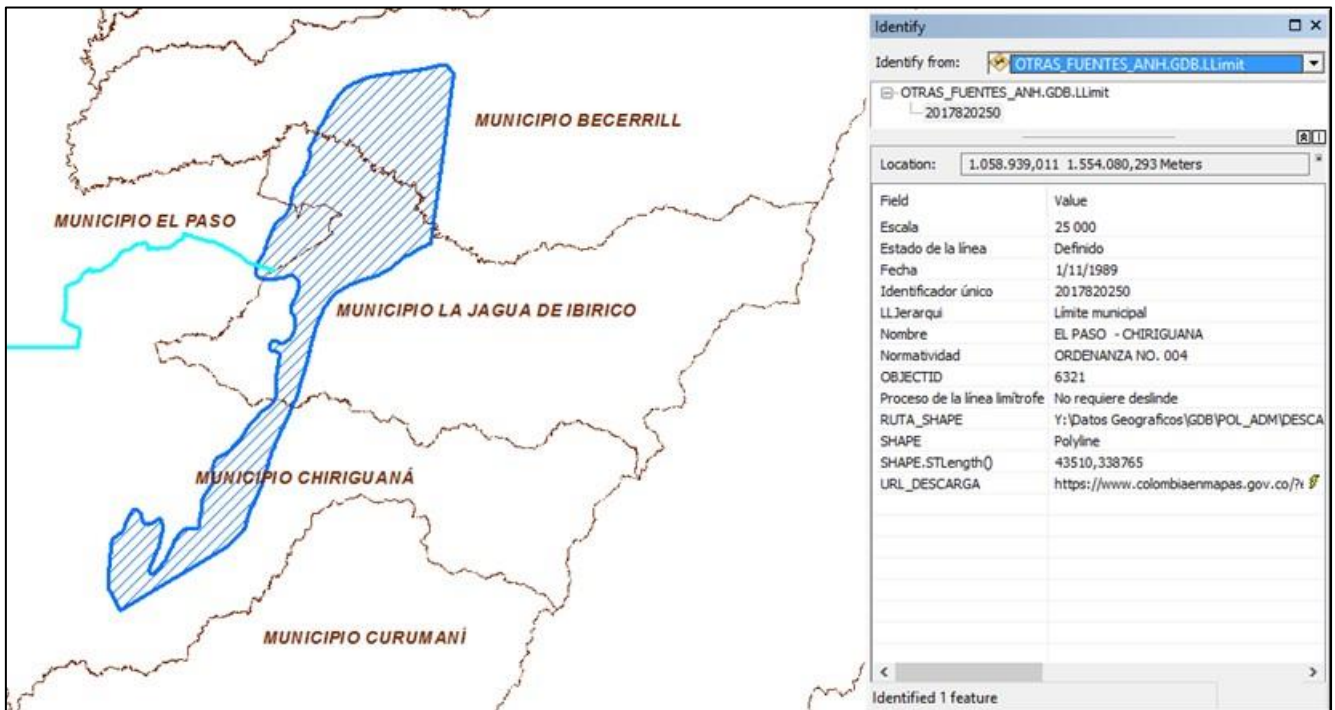 MUNICIPIO BECERRILL
MUNICIPIO EL PASO
MUNICIPIO LA JAGUA DE IBIRICO
MUNICIPIO CHIRIGUANÁ
MUNICIPIO CURUMANÍ
Identify
Identify from: OTRAS_FUENTES_ANH.GDB.LLimit
OTRAS_FUENTES_ANH.GDB.LLimit
2017820250
Location: 1.058.939,011 1.554.080,293 Meters
Field Value
Escala 25 000
Estado de la línea Definido
Fecha 1/11/1989
Identificador único 2017820250
LLJerarqui Límite municipal
Nombre EL PASO - CHIRIGUANA
Normatividad ORDENANZA NO. 004
OBJECTID 6321
Proceso de la línea limítrofe No requiere deslinde
RUTA_SHAPE Y:\Datos Geograficos\GDB\POL_ADM\DESCA
SHAPE Polyline
SHAPE.STLength() 43510,338765
URL_DESCARGA https://www.colombiaenmapas.gov.co/?e
Identified 1 feature